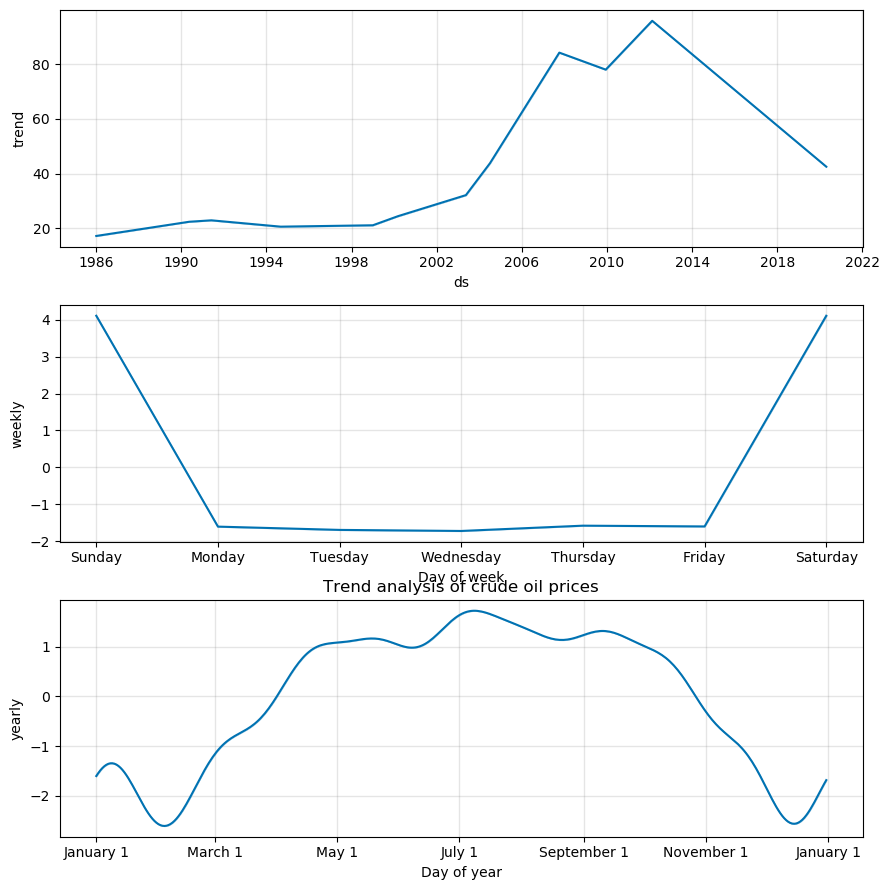 80
60
40
20
trend
1986 1990 1994 1998 2002 2006 2010 2014 2018 2022
ds
4
3
2
1
0
−1
−2
weekly
Sunday Monday Tuesday Wednesday Thursday Friday Saturday
Day of week
Trend analysis of crude oil prices
1
0
−1
−2
yearly
January 1 March 1 May 1 July 1 September 1 November 1 January 1
Day of year